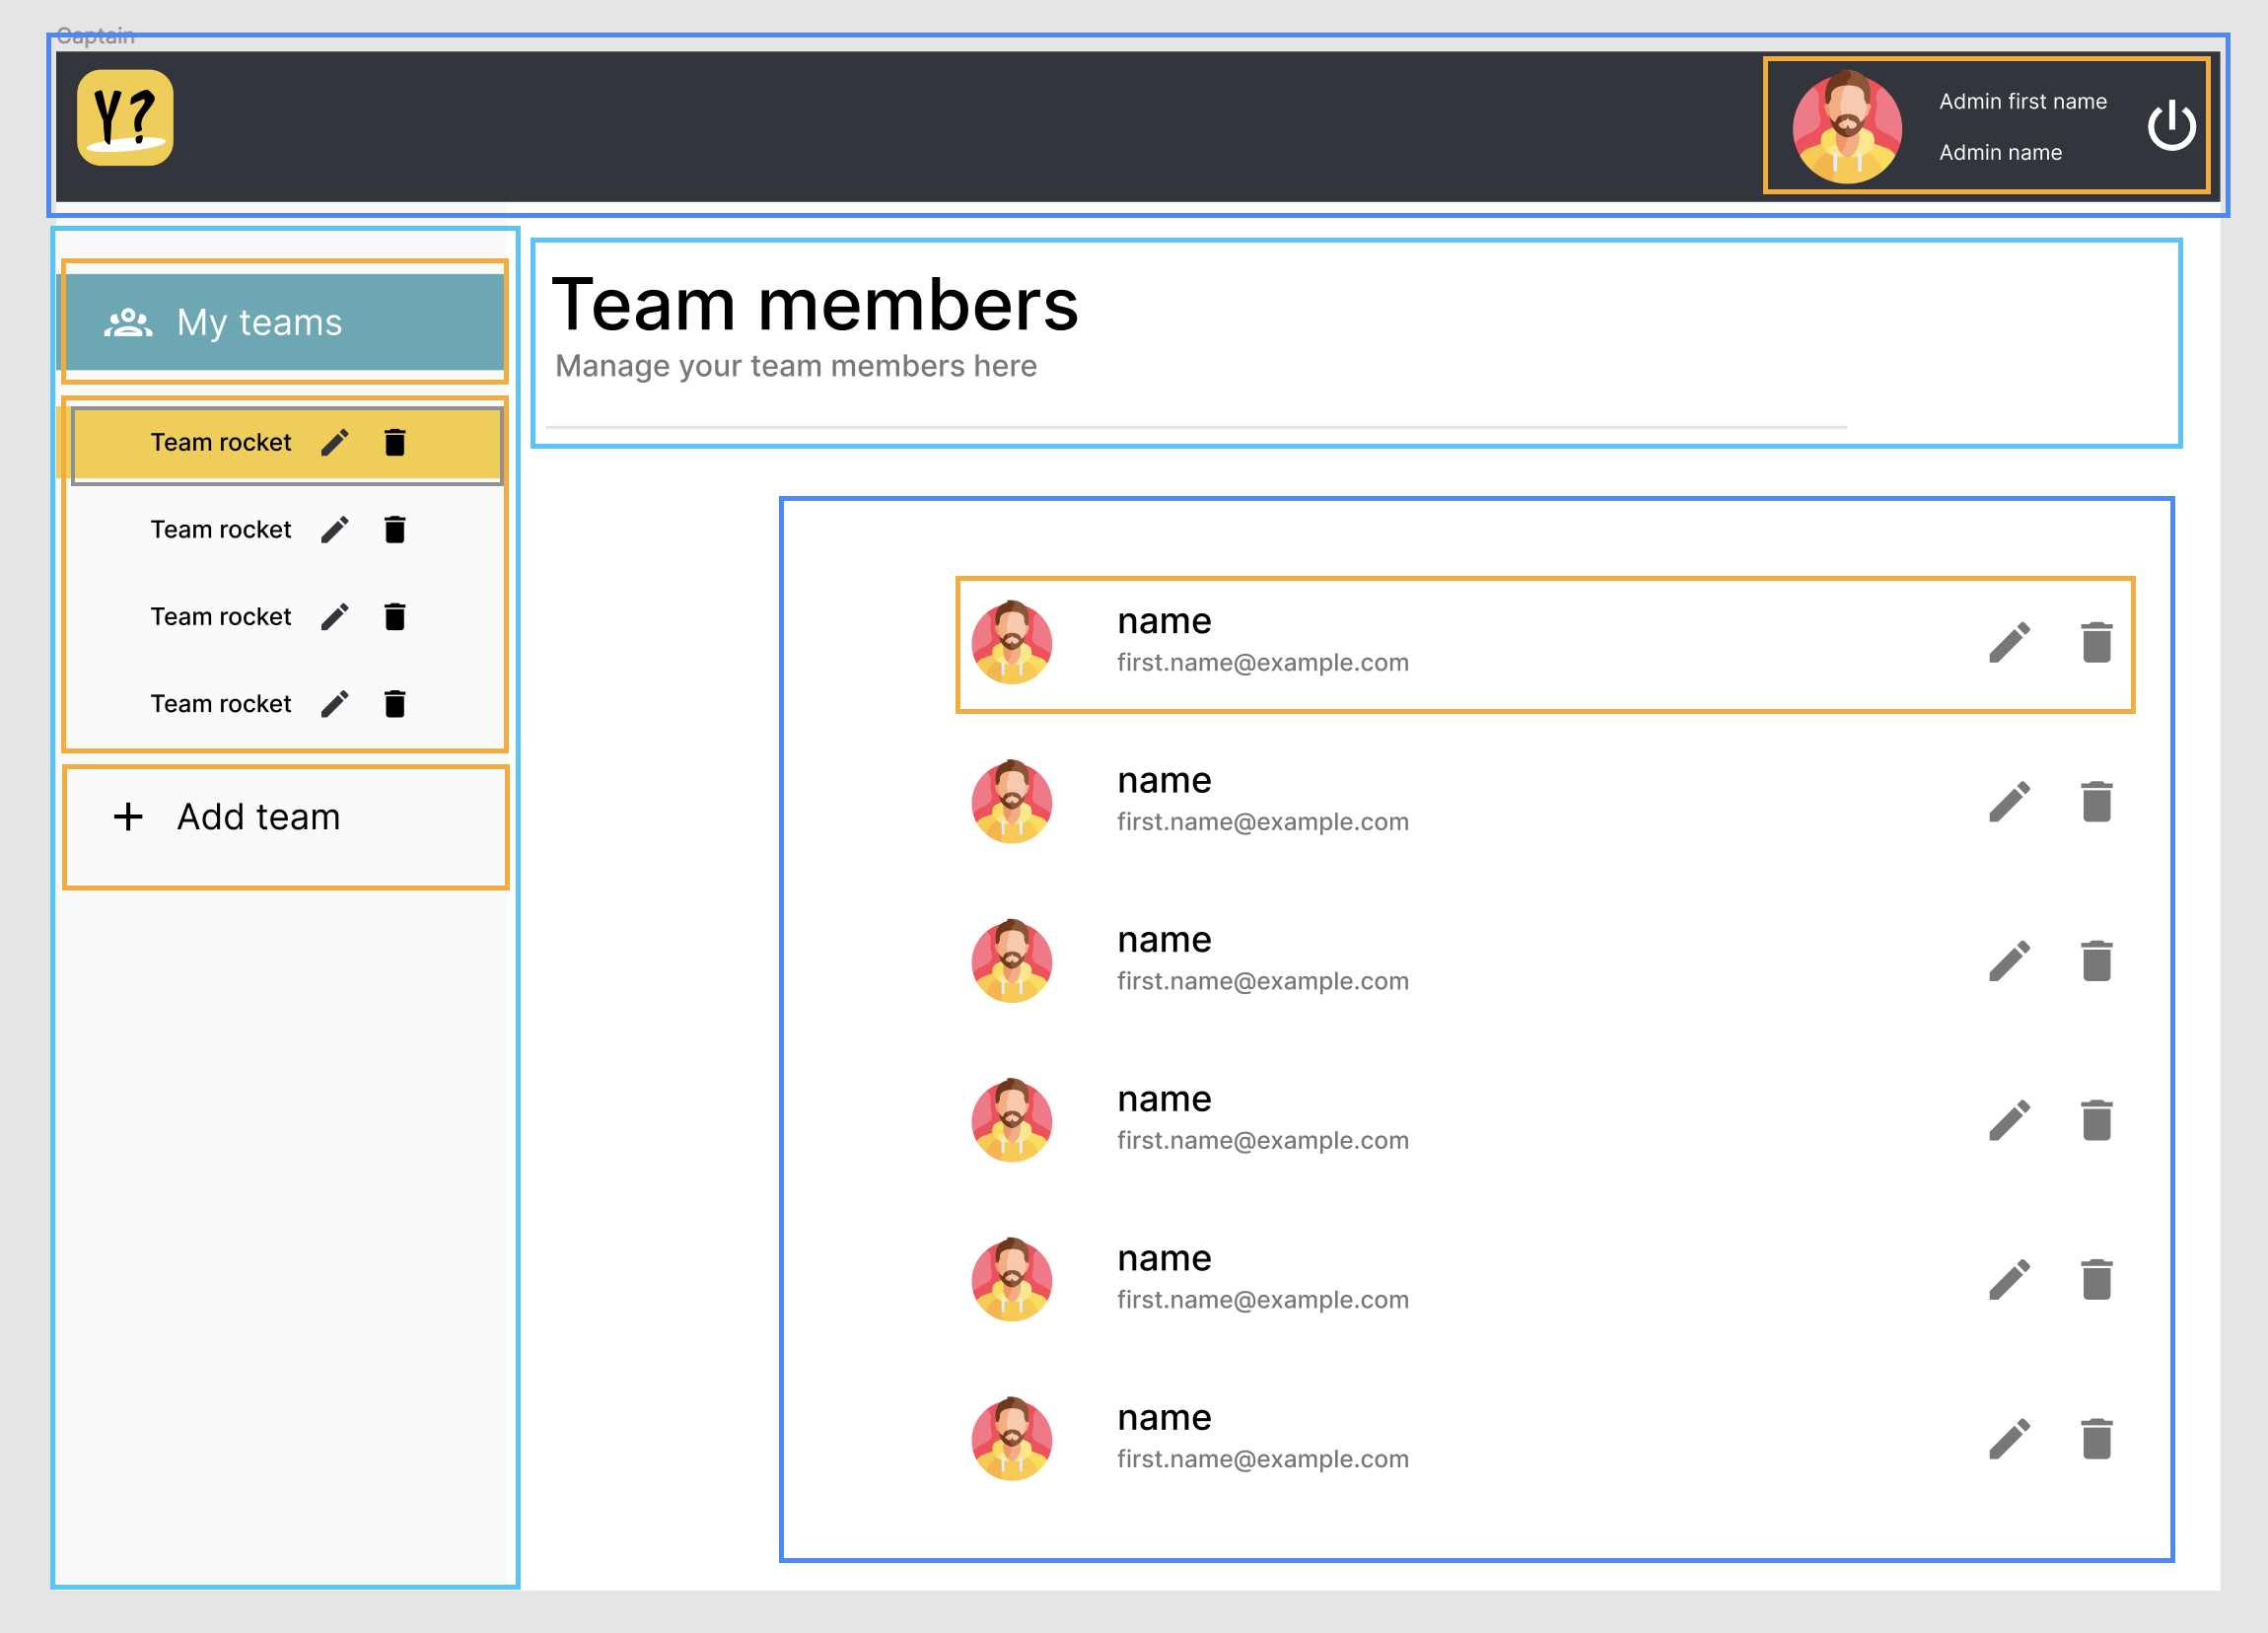 Captain
Y?
Admin first name
Admin name
My teams
Team rocket
Team rocket
Team rocket
Team rocket
Add team
Team members
Manage your team members here
name
first.name@example.com
name
first.name@example.com
name
first.name@example.com
name
first.name@example.com
name
first.name@example.com
name
first.name@example.com